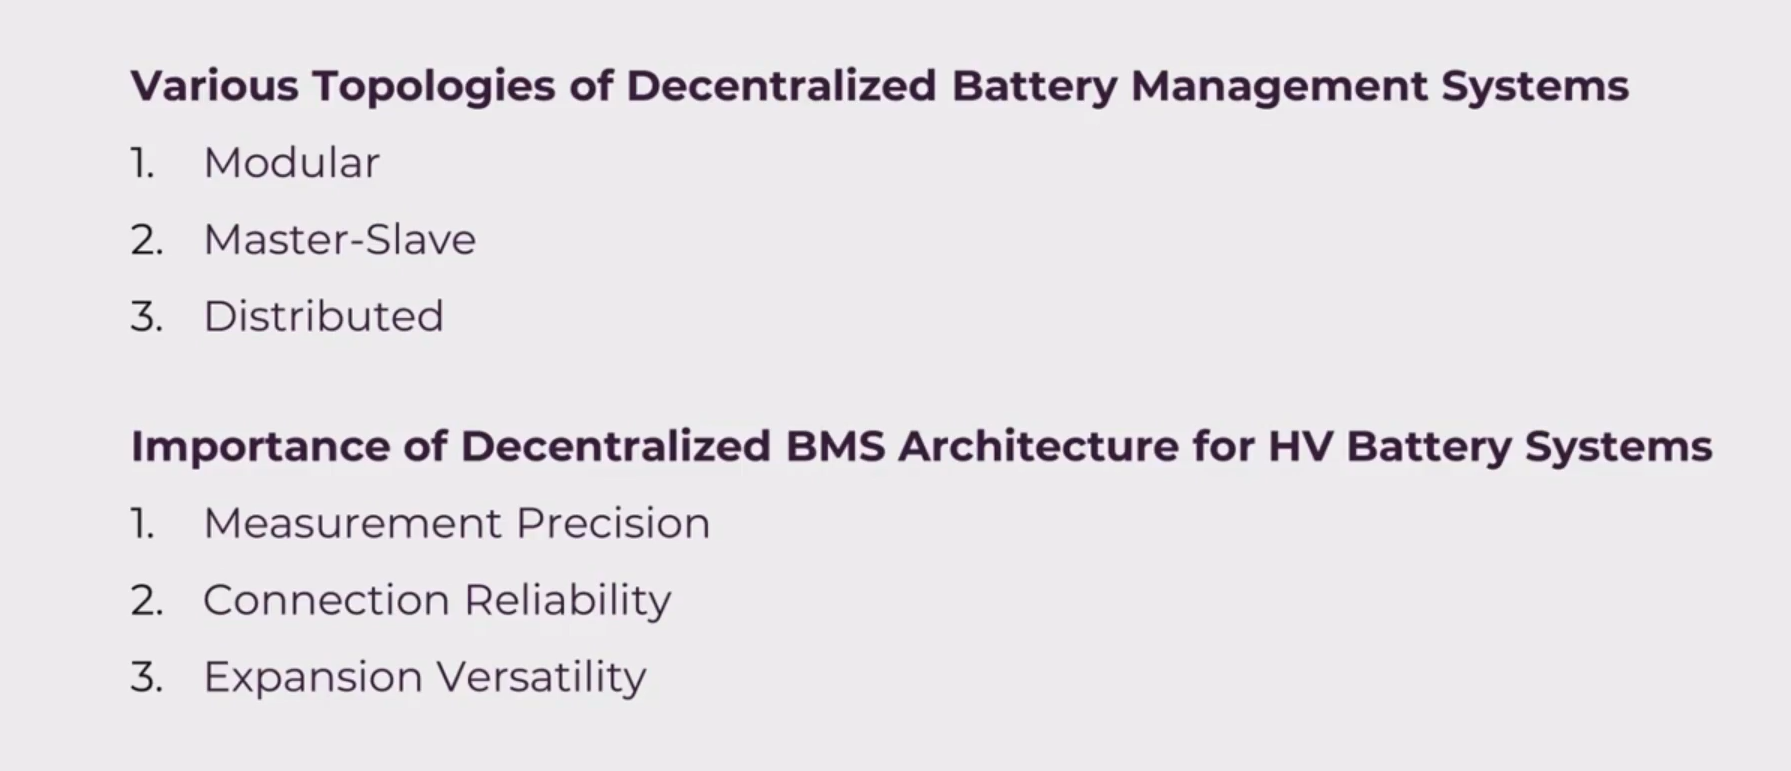 Various Topologies of Decentralized Battery Management Systems
1. Modular
2. Master-Slave
3. Distributed
Importance of Decentralized BMS Architecture for HV Battery Systems
1. Measurement Precision
2. Connection Reliability
3. Expansion Versatility